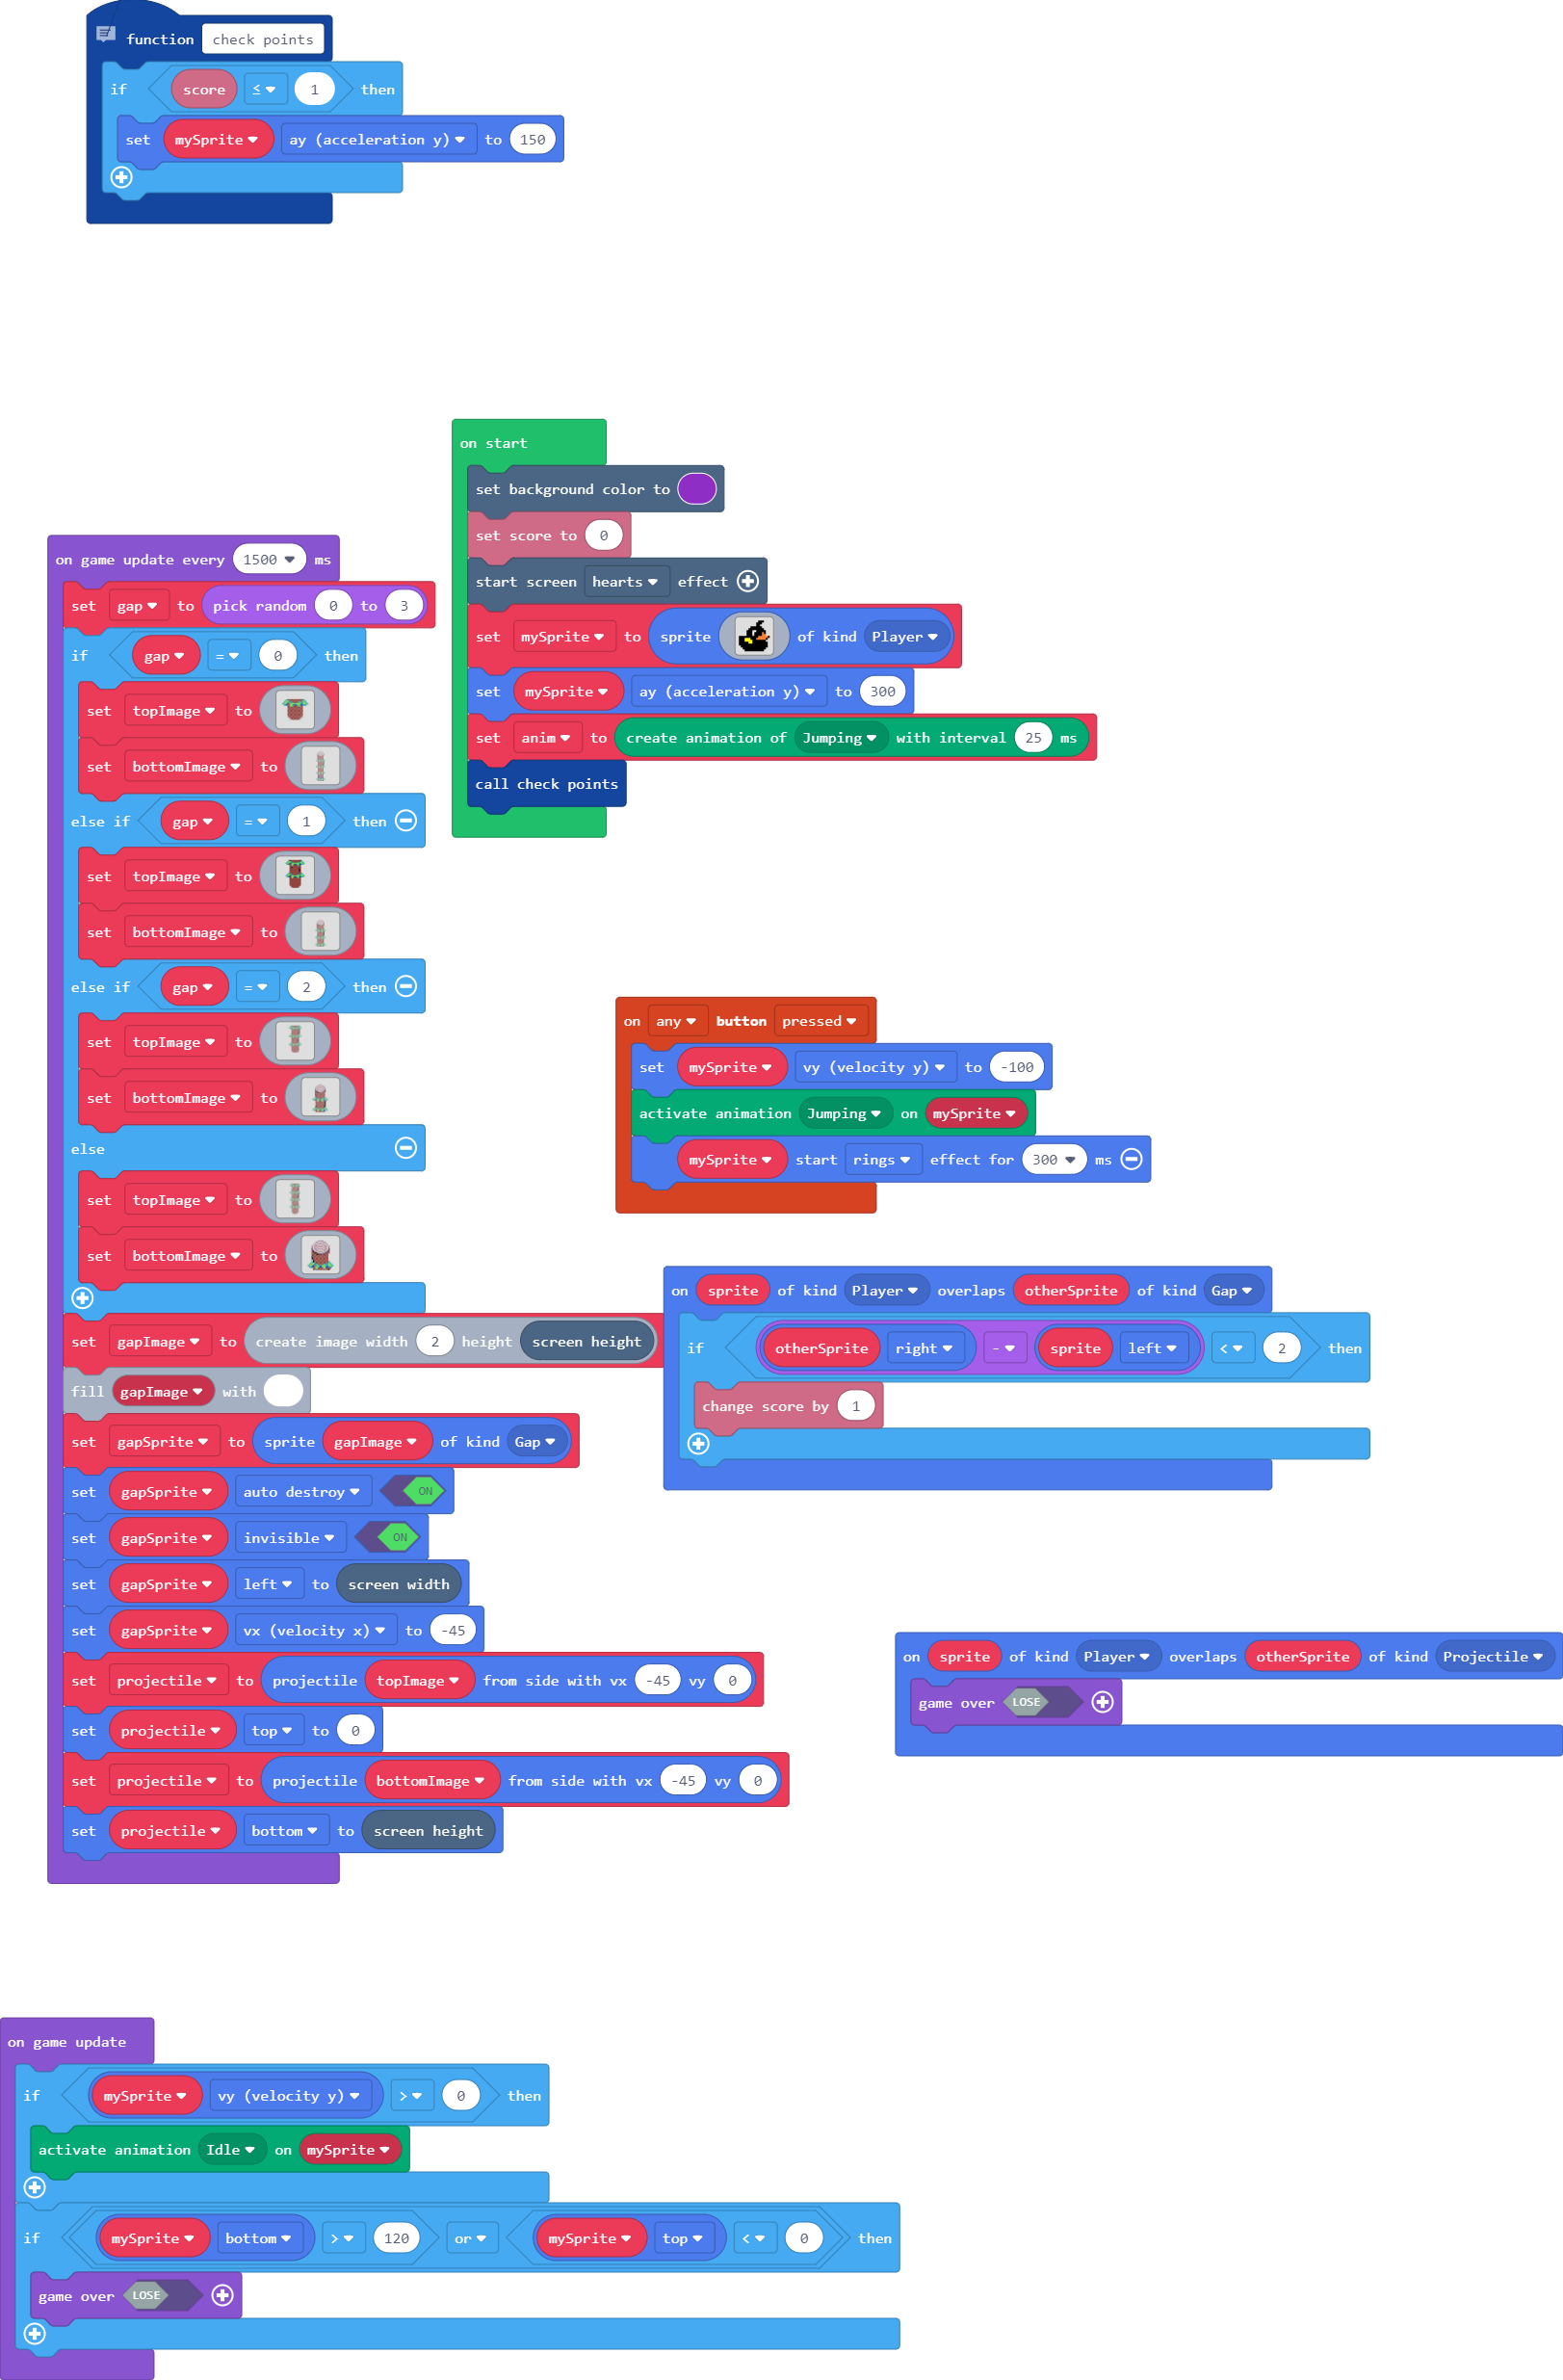 function check points
if score ≤ 1 then
set mySprite ay (acceleration y) to 150
on start
set background color to
set score to 0
start screen hearts effect
set mySprite to sprite of kind Player
set mySprite ay (acceleration y) to 300
set anim to create animation of Jumping with interval 25 ms
call check points
on game update every 1500 ms
set gap to pick random 0 to 3
if gap = 0 then
set topImage to
set bottomImage to
else if gap = 1 then
set topImage to
set bottomImage to
else if gap = 2 then
set topImage to
set bottomImage to
else
set topImage to
set bottomImage to
set gapImage to create image width 2 height screen height
fill gapImage with
set gapSprite to sprite gapImage of kind Gap
set gapSprite auto destroy ON
set gapSprite invisible ON
set gapSprite left to screen width
set gapSprite vx (velocity x) to -45
set projectile to projectile topImage from side with vx -45 vy 0
set projectile top to 0
set projectile to projectile bottomImage from side with vx -45 vy 0
set projectile bottom to screen height
on any button pressed
set mySprite vy (velocity y) to -100
activate animation Jumping on mySprite
mySprite start rings effect for 300 ms
on sprite of kind Player overlaps otherSprite of kind Gap
if otherSprite right - sprite left < 2 then
change score by 1
on sprite of kind Player overlaps otherSprite of kind Projectile
game over LOSE
on game update
if mySprite vy (velocity y) > 0 then
activate animation Idle on mySprite
if mySprite bottom > 120 or mySprite top < 0 then
game over LOSE